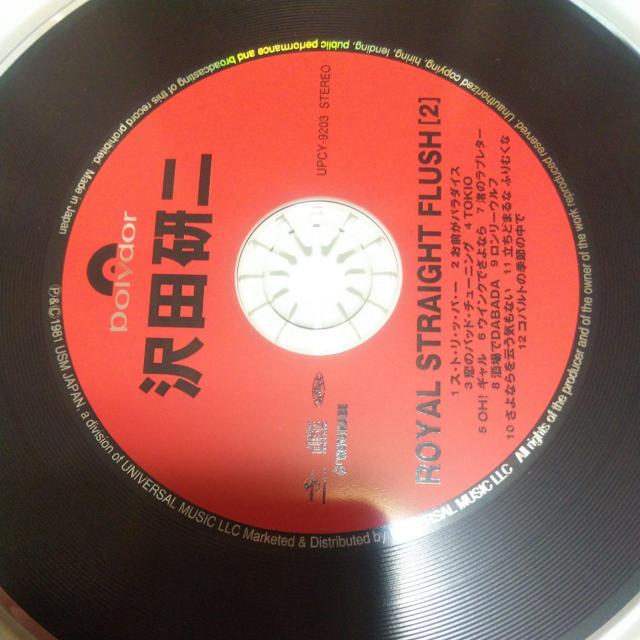 polydor
沢田研二
UPCY-9203 STEREO
ROYAL STRAIGHT FLUSH[2]
1 ス・ト・リ・ッ・パ・ー 2 お前がパラダイス
3 恋のバッド・チューニング 4 TOKIO
5 OH! ギャル 6 ウインクでさよなら 7 渚のラブレター
8 酒場でDABADA 9 ロンリーウルフ
10 さよならを云う気もない 11 立ちどまるな ふりむくな
12 コバルトの季節の中で
℗&© 1981 USM JAPAN, a division of UNIVERSAL MUSIC LLC Marketed & Distributed by UNIVERSAL MUSIC LLC All rights of the producer and of the owner of the work reproduced reserved. Unauthorized copying, hiring, lending, public performance and broadcasting of this record prohibited. Made in Japan